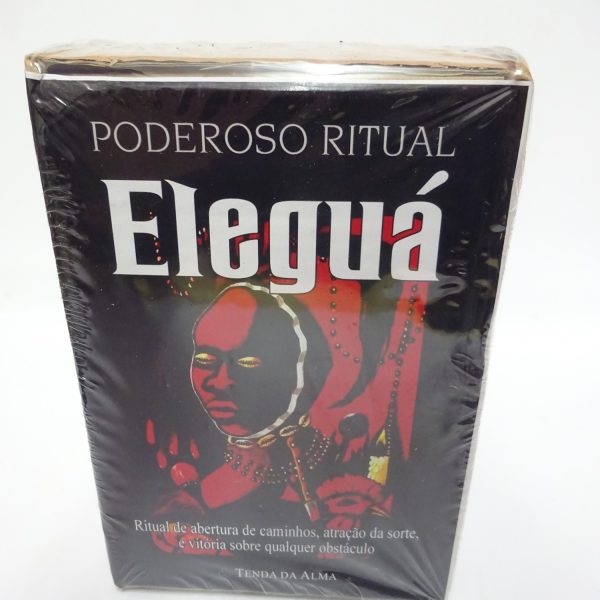 PODEROSO RITUAL
Eleguá
Ritual de abertura de caminhos, atração da sorte,
e vitória sobre qualquer obstáculo
TENDA DA ALMA